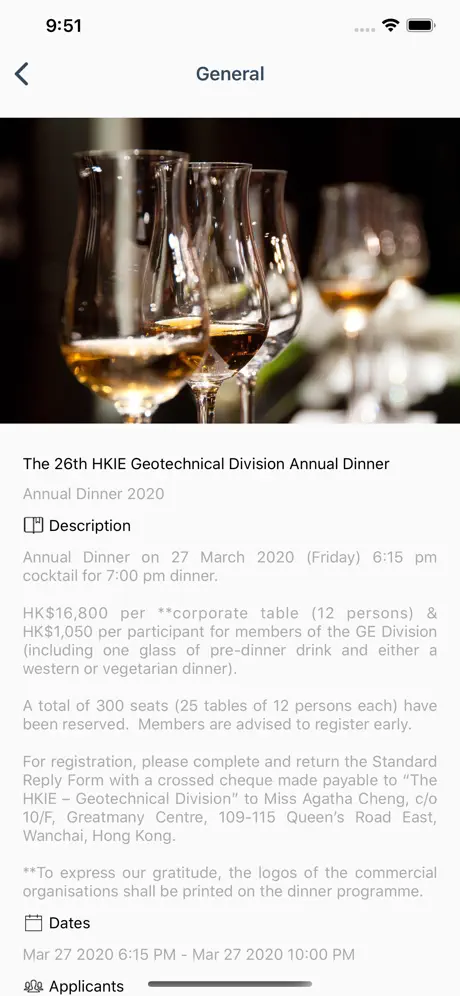 9:51
General
The 26th HKIE Geotechnical Division Annual Dinner
Annual Dinner 2020
Description
Annual Dinner on 27 March 2020 (Friday) 6:15 pm
cocktail for 7:00 pm dinner.
HK$16,800 per **corporate table (12 persons) &
HK$1,050 per participant for members of the GE Division
(including one glass of pre-dinner drink and either a
western or vegetarian dinner).
A total of 300 seats (25 tables of 12 persons each) have
been reserved.  Members are advised to register early.
For registration, please complete and return the Standard
Reply Form with a crossed cheque made payable to “The
HKIE – Geotechnical Division” to Miss Agatha Cheng, c/o
10/F, Greatmany Centre, 109-115 Queen’s Road East,
Wanchai, Hong Kong.
**To express our gratitude, the logos of the commercial
organisations shall be printed on the dinner programme.
Dates
Mar 27 2020 6:15 PM - Mar 27 2020 10:00 PM
Applicants